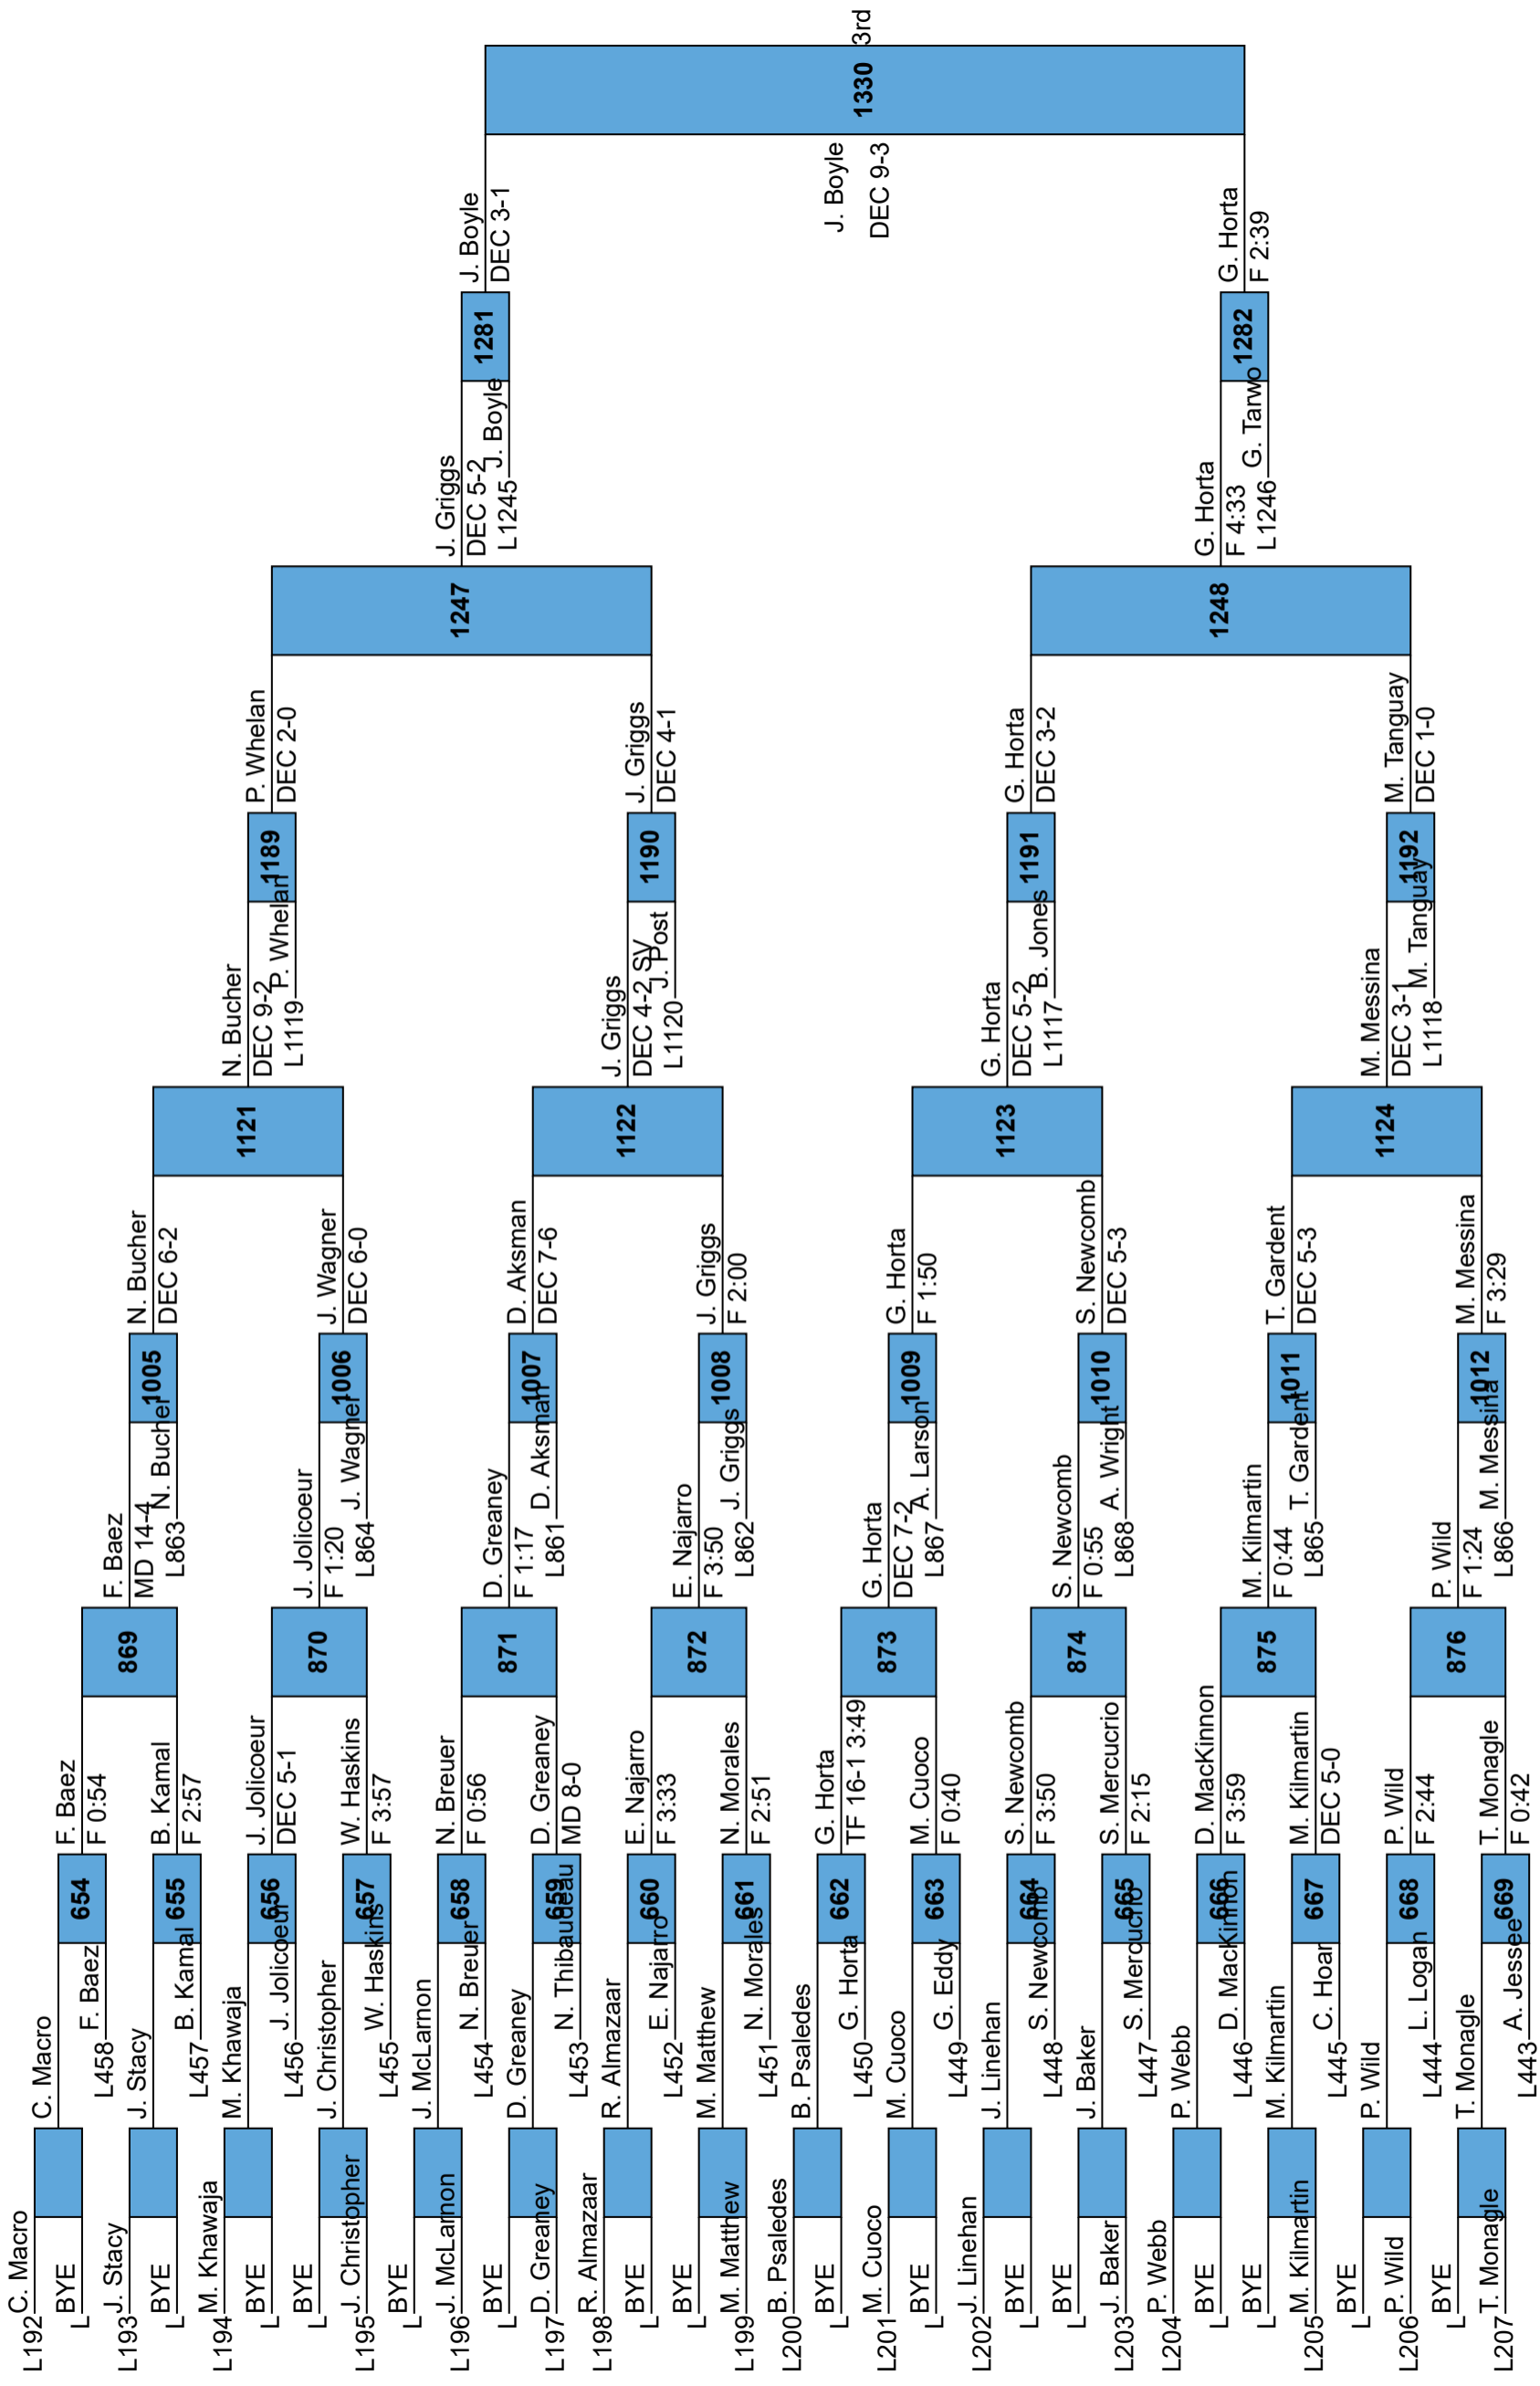 L192 C. Macro
BYE
L
C. Macro
654
L458 F. Baez
F. Baez
F 0:54
L193 J. Stacy
BYE
L
J. Stacy
655
L457 B. Kamal
B. Kamal
F 2:57
869
F. Baez
MD 14-4
L863 N. Bucher
1005
N. Bucher
DEC 6-2
L194 M. Khawaja
BYE
L
M. Khawaja
656
L456 J. Jolicoeur
J. Jolicoeur
DEC 5-1
BYE
L
L195 J. Christopher
J. Christopher
657
L455 W. Haskins
W. Haskins
F 3:57
870
J. Jolicoeur
F 1:20
L864 J. Wagner
1006
J. Wagner
DEC 6-0
1121
N. Bucher
DEC 9-2
L1119 P. Whelan
1189
P. Whelan
DEC 2-0
BYE
L
L196 J. McLarnon
J. McLarnon
658
L454 N. Breuer
N. Breuer
F 0:56
BYE
L
L197 D. Greaney
D. Greaney
659
L453 N. Thibaudeau
D. Greaney
MD 8-0
871
D. Greaney
F 1:17
L861 D. Aksman
1007
D. Aksman
DEC 7-6
L198 R. Almazaar
BYE
L
R. Almazaar
660
L452 E. Najarro
E. Najarro
F 3:33
BYE
L
L199 M. Matthew
M. Matthew
661
L451 N. Morales
N. Morales
F 2:51
872
E. Najarro
F 3:50
L862 J. Griggs
1008
J. Griggs
F 2:00
1122
J. Griggs
DEC 4-2 SV
L1120 J. Post
1190
J. Griggs
DEC 4-1
1247
J. Griggs
DEC 5-2
L1245 J. Boyle
1281
J. Boyle
DEC 3-1
L200 B. Psaledes
BYE
L
B. Psaledes
662
L450 G. Horta
G. Horta
TF 16-1 3:49
L201 M. Cuoco
BYE
L
M. Cuoco
663
L449 G. Eddy
M. Cuoco
F 0:40
873
G. Horta
DEC 7-2
L867 A. Larson
1009
G. Horta
F 1:50
L202 J. Linehan
BYE
L
J. Linehan
664
L448 S. Newcomb
S. Newcomb
F 3:50
BYE
L
L203 J. Baker
J. Baker
665
L447 S. Mercucrio
S. Mercucrio
F 2:15
874
S. Newcomb
F 0:55
L868 A. Wright
1010
S. Newcomb
DEC 5-3
1123
G. Horta
DEC 5-2
L1117 B. Jones
1191
G. Horta
DEC 3-2
L204 P. Webb
BYE
L
P. Webb
666
L446 D. MacKinnon
D. MacKinnon
F 3:59
BYE
L
L205 M. Kilmartin
M. Kilmartin
667
L445 C. Hoar
M. Kilmartin
DEC 5-0
875
M. Kilmartin
F 0:44
L865 T. Gardent
1011
T. Gardent
DEC 5-3
BYE
L
L206 P. Wild
P. Wild
668
L444 L. Logan
P. Wild
F 2:44
BYE
L
L207 T. Monagle
T. Monagle
669
L443 A. Jessee
T. Monagle
F 0:42
876
P. Wild
F 1:24
L866 M. Messina
1012
M. Messina
F 3:29
1124
M. Messina
DEC 3-1
L1118 M. Tanguay
1192
M. Tanguay
DEC 1-0
1248
G. Horta
F 4:33
L1246 G. Tarwo
1282
G. Horta
F 2:39
J. Boyle
DEC 9-3
1330
3rd